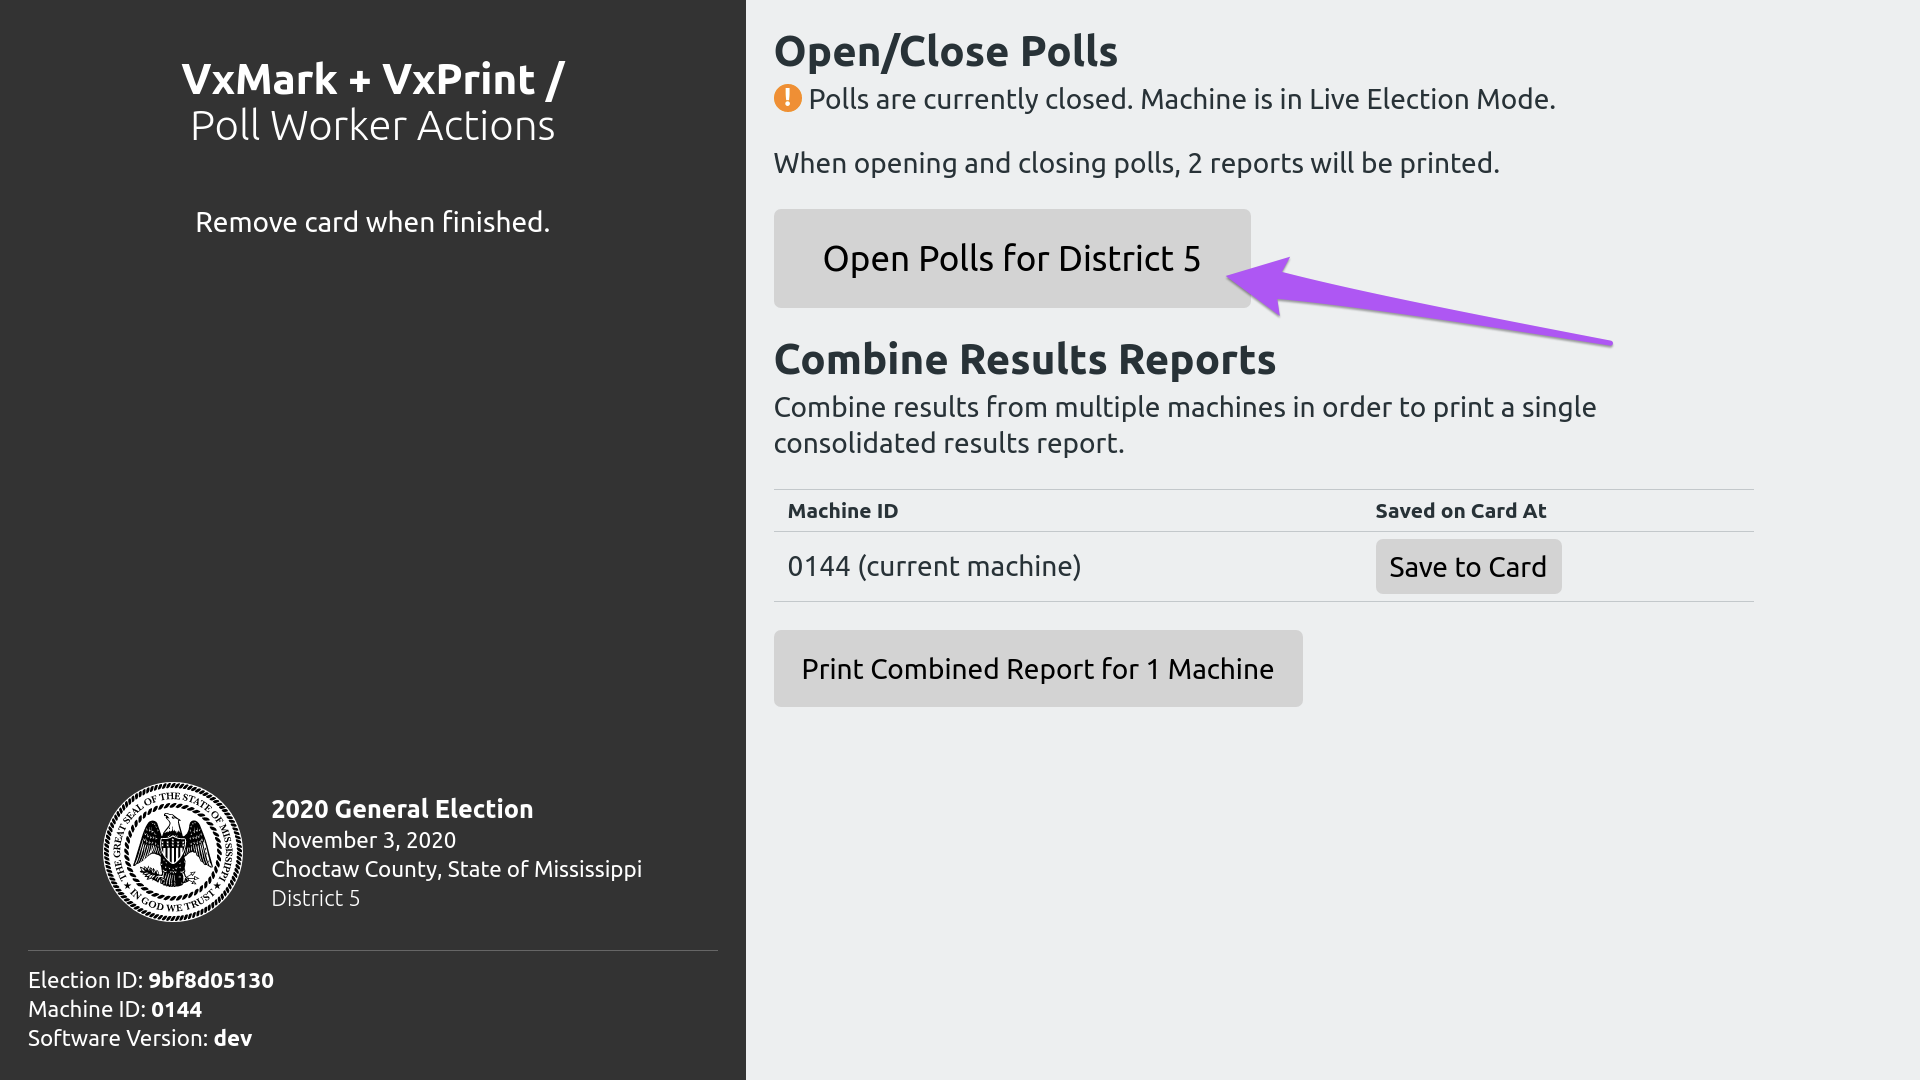 VxMark + VxPrint /
Poll Worker Actions
Remove card when finished.
THE GREAT SEAL OF THE STATE OF MISSISSIPPI
IN GOD WE TRUST
2020 General Election
November 3, 2020
Choctaw County, State of Mississippi
District 5
Election ID: 9bf8d05130
Machine ID: 0144
Software Version: dev
Open/Close Polls
! Polls are currently closed. Machine is in Live Election Mode.
When opening and closing polls, 2 reports will be printed.
Open Polls for District 5
Combine Results Reports
Combine results from multiple machines in order to print a single
consolidated results report.
Machine ID Saved on Card At
0144 (current machine) Save to Card
Print Combined Report for 1 Machine